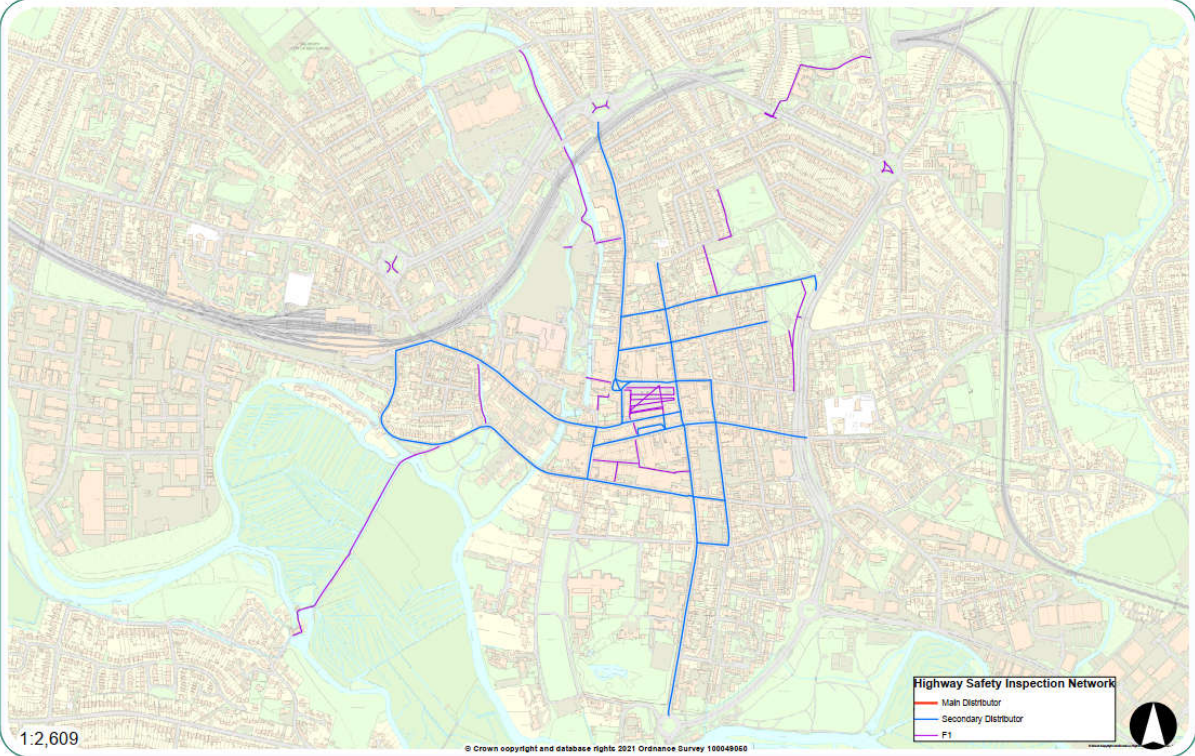 Highway Safety Inspection Network
Main Distributor
Secondary Distributor
F1
1:2,609
© Crown copyright and database rights 2021 Ordnance Survey 100049050